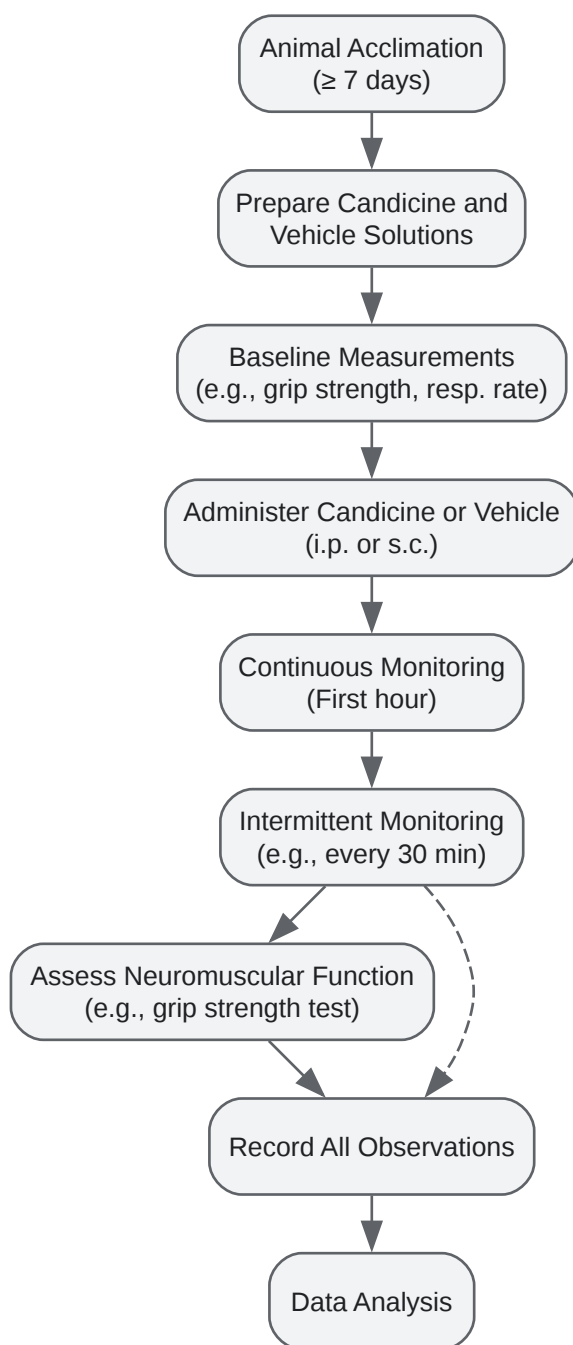 Animal Acclimation
(≥ 7 days)
Prepare Candicine and
Vehicle Solutions
Baseline Measurements
(e.g., grip strength, resp. rate)
Administer Candicine or Vehicle
(i.p. or s.c.)
Continuous Monitoring
(First hour)
Intermittent Monitoring
(e.g., every 30 min)
Assess Neuromuscular Function
(e.g., grip strength test)
Record All Observations
Data Analysis